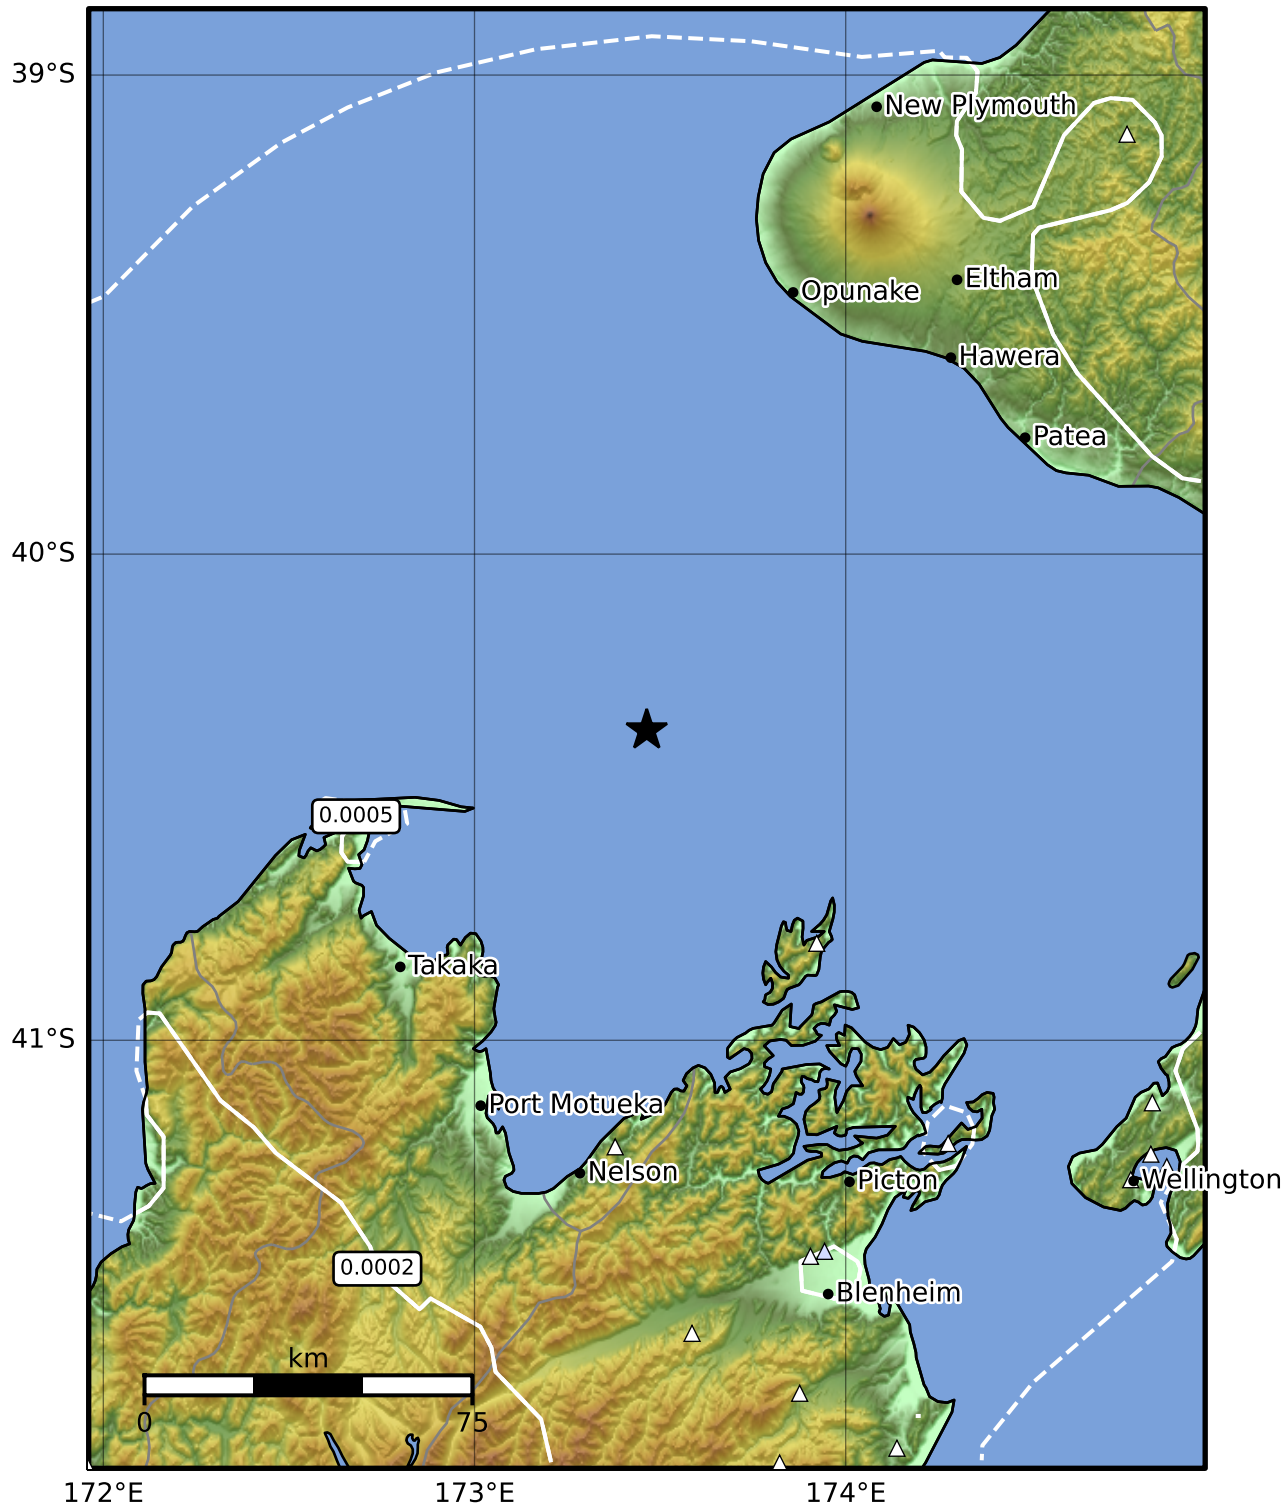 39°S
New Plymouth
Eltham
Opunake
Hawera
Patea
40°S
0.0005
Takaka
41°S
Port Motueka
Nelson
Picton
Wellington
0.0002
Blenheim
km
0
75
172°E
173°E
174°E